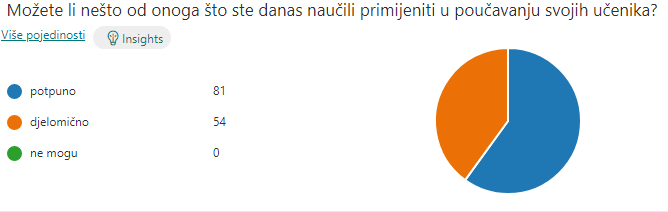 Možete li nešto od onoga što ste danas naučili primijeniti u poučavanju svojih učenika?
Više pojedinosti Insights
potpuno 81
djelomično 54
ne mogu 0